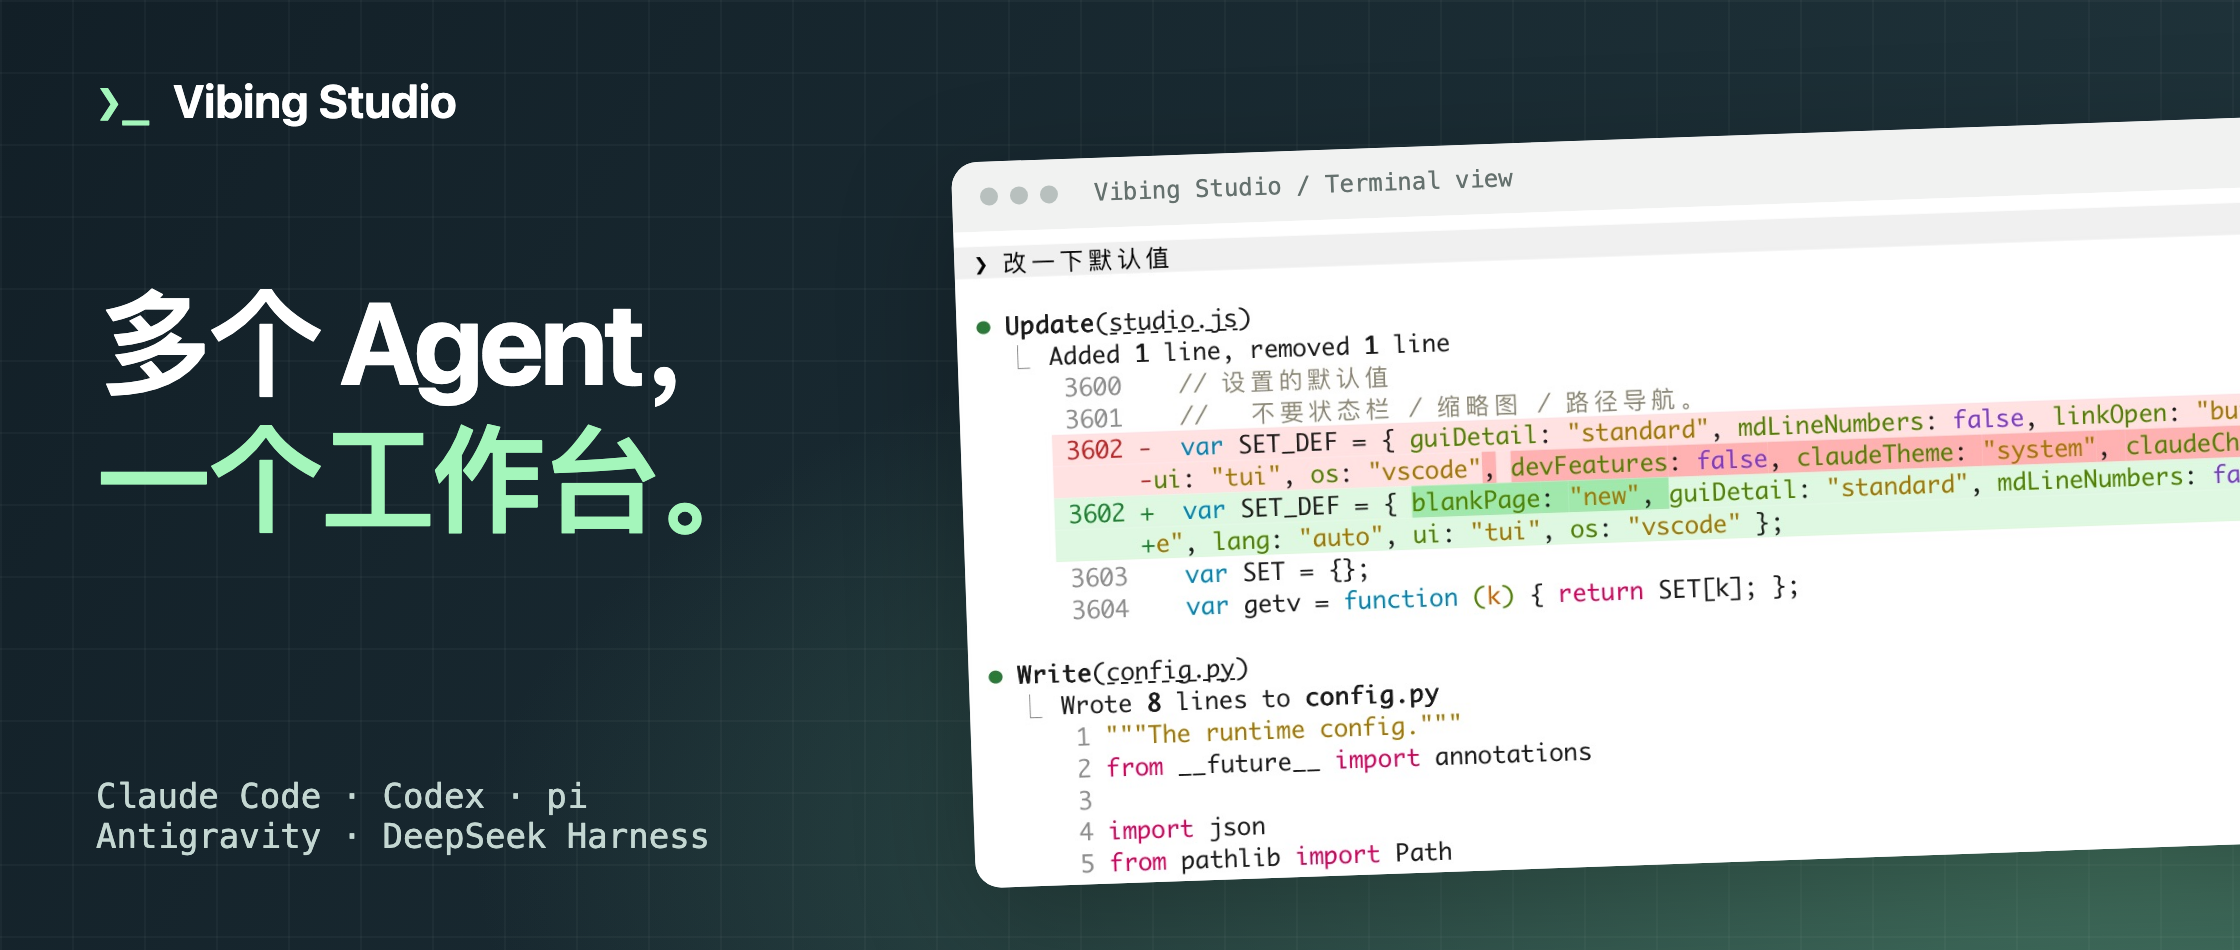 ❯_ Vibing Studio
多个 Agent,
一个工作台。
Claude Code · Codex · pi
Antigravity · DeepSeek Harness
Vibing Studio / Terminal view
❯ 改一下默认值
● Update(studio.js)
⎿ Added 1 line, removed 1 line
3600 // 设置的默认值
3601 // 不要状态栏 / 缩略图 / 路径导航。
3602 - var SET_DEF = { guiDetail: "standard", mdLineNumbers: false, linkOpen: "bu
-ui: "tui", os: "vscode", devFeatures: false, claudeTheme: "system", claudeCh
3602 + var SET_DEF = { blankPage: "new", guiDetail: "standard", mdLineNumbers: fa
+e", lang: "auto", ui: "tui", os: "vscode" };
3603 var SET = {};
3604 var getv = function (k) { return SET[k]; };
● Write(config.py)
⎿ Wrote 8 lines to config.py
1 """The runtime config."""
2 from __future__ import annotations
3
4 import json
5 from pathlib import Path